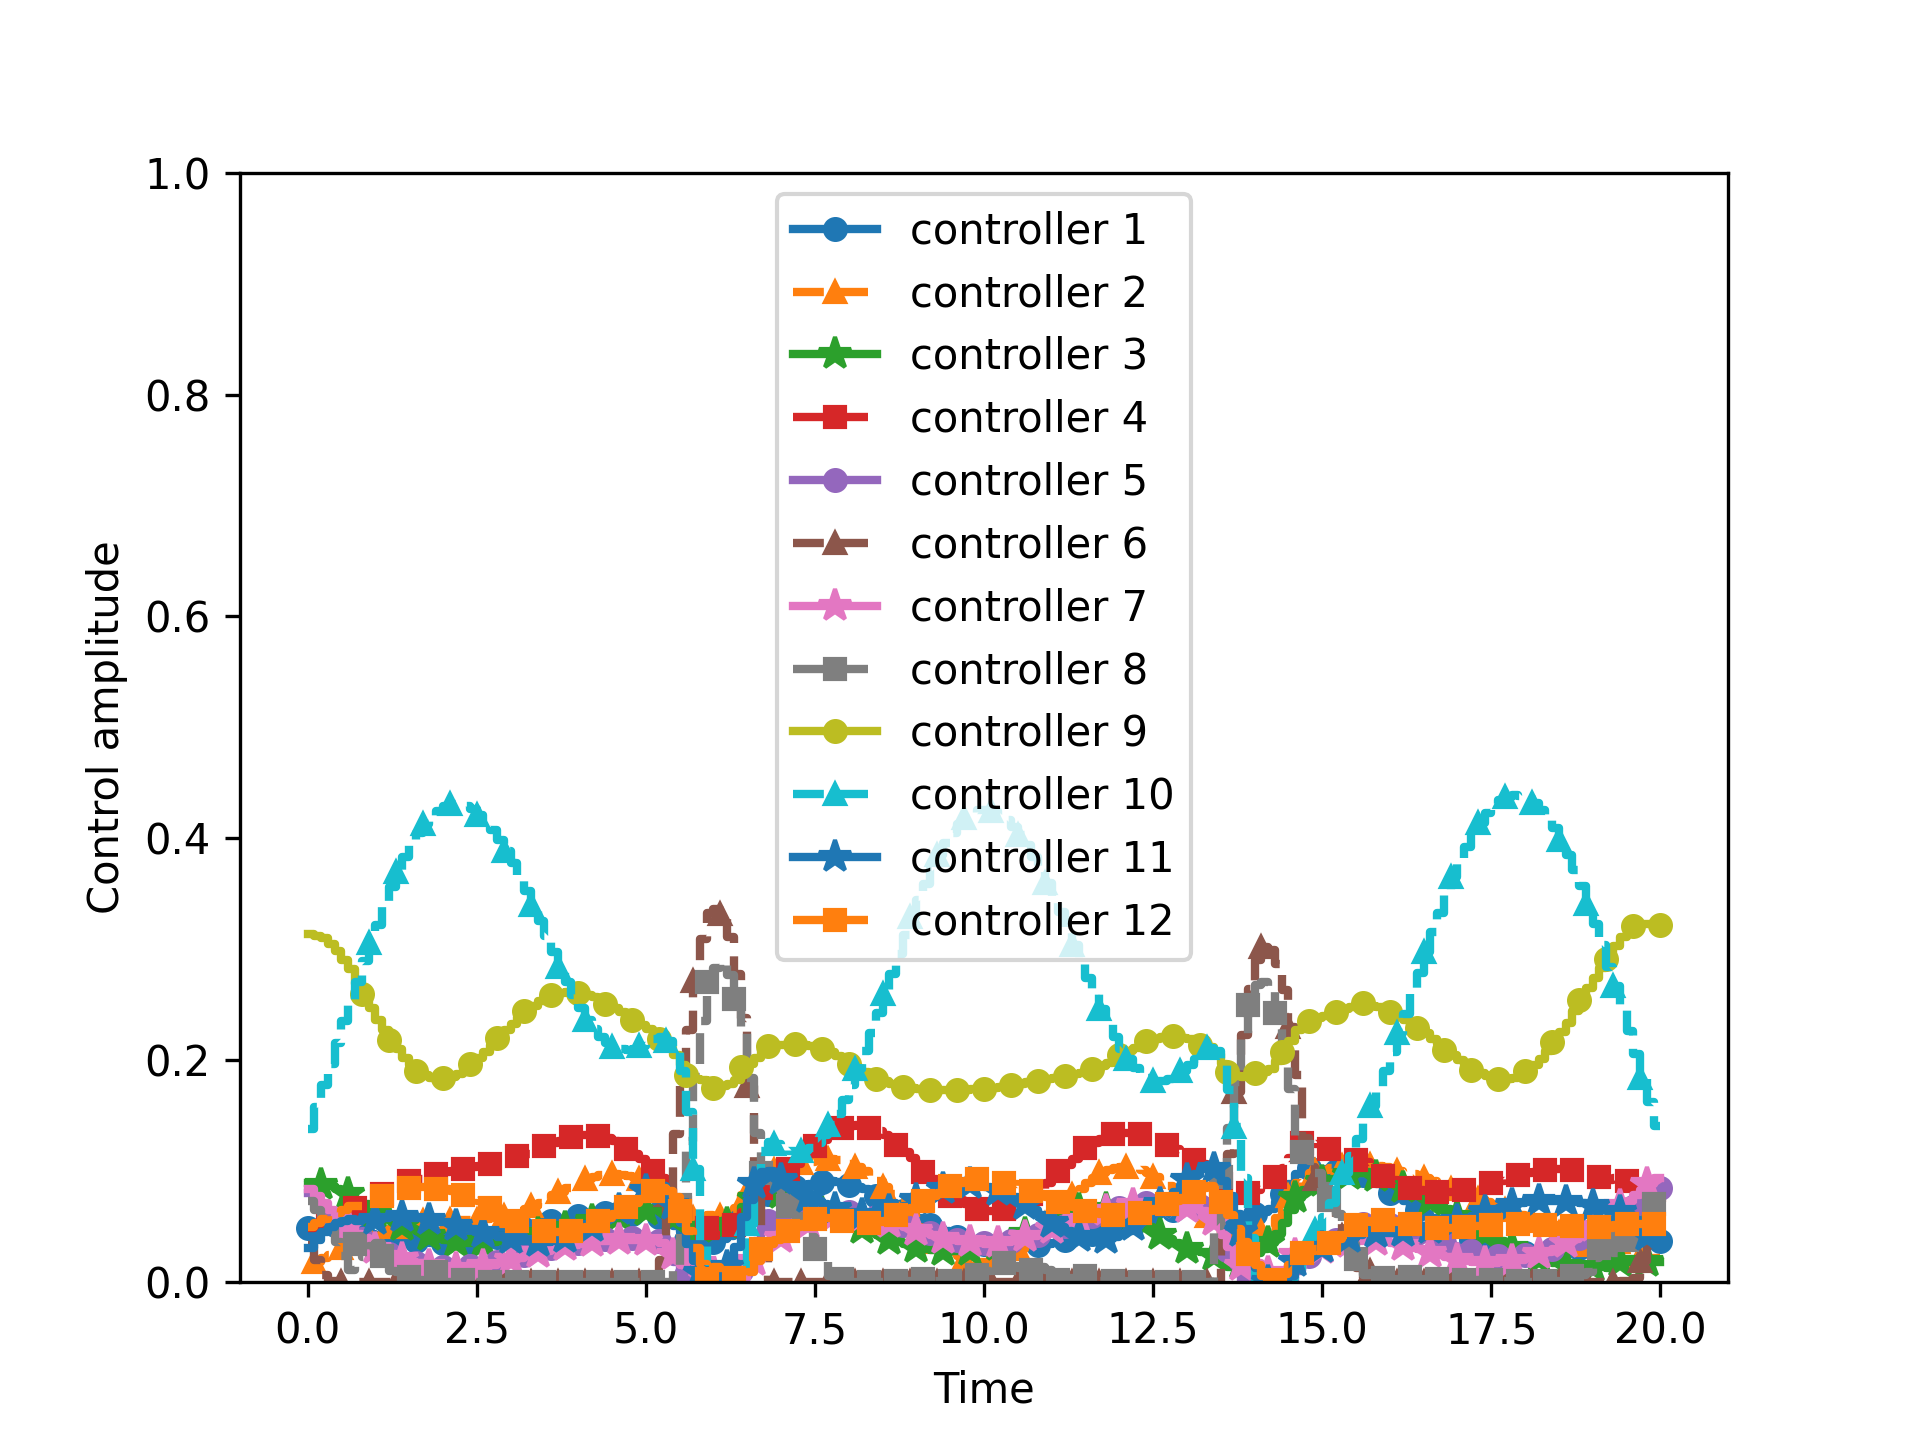 1.0
0.8
0.6
0.4
0.2
0.0
Control amplitude
controller 1
controller 2
controller 3
controller 4
controller 5
controller 6
controller 7
controller 8
controller 9
controller 10
controller 11
controller 12
0.0 2.5 5.0 7.5 10.0 12.5 15.0 17.5 20.0
Time